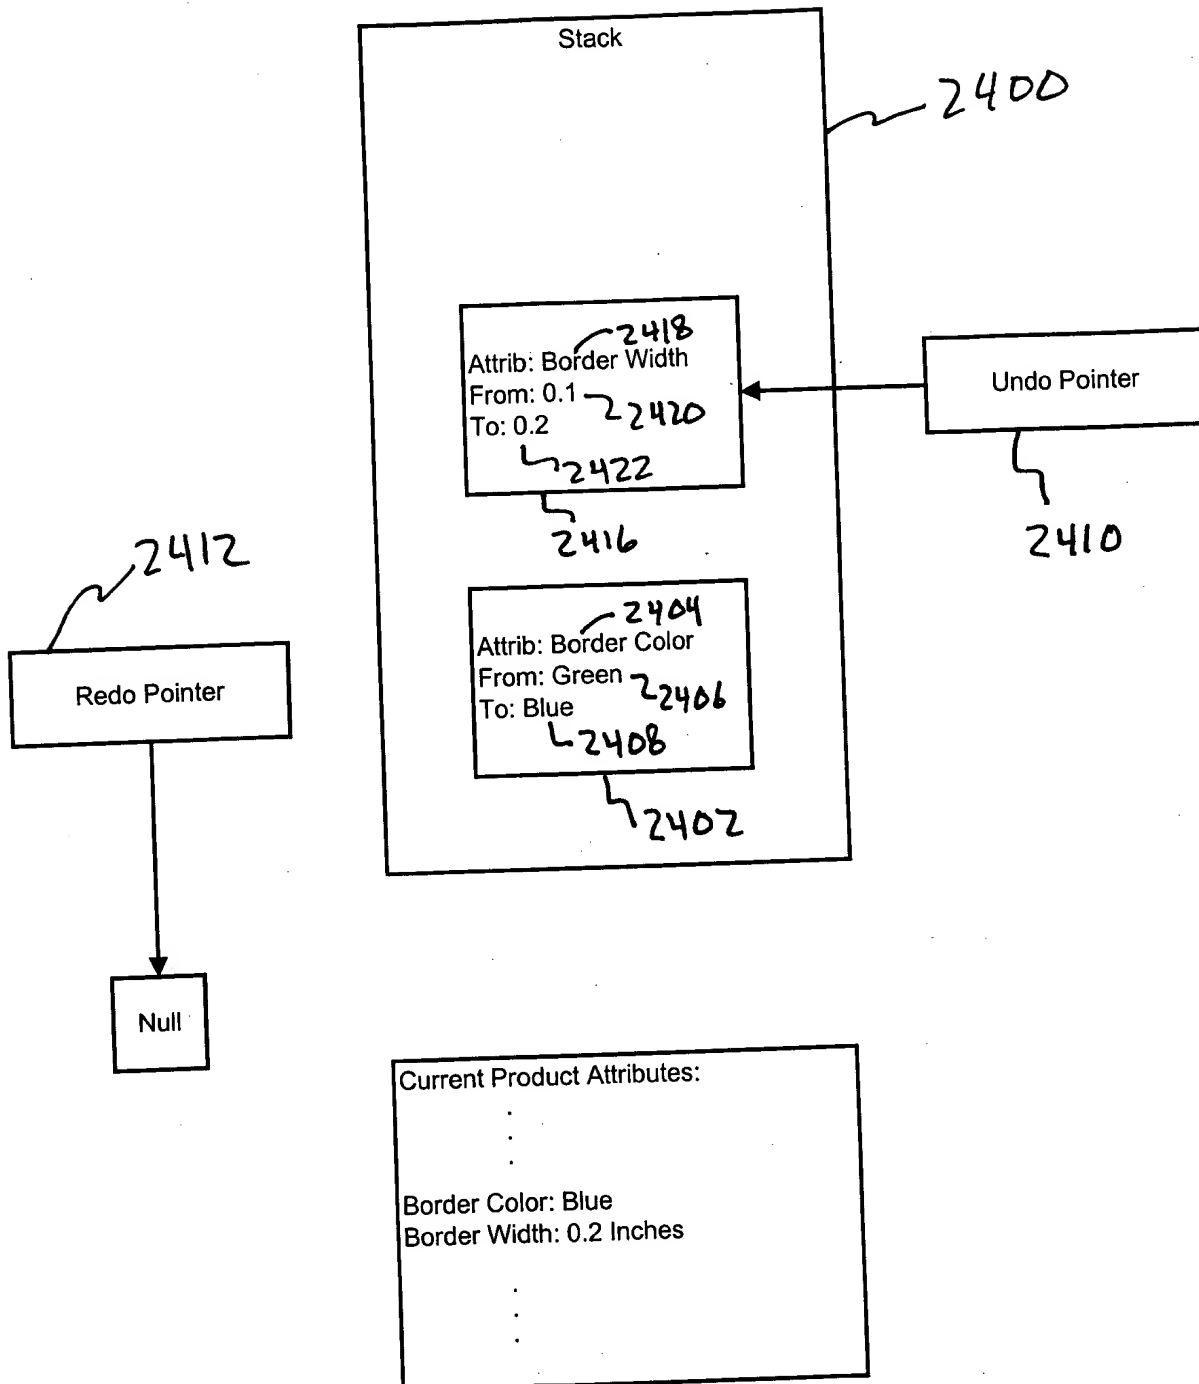 Stack
2400
2418
Attrib: Border Width
From: 0.1
2420
To: 0.2
2422
2416
Undo Pointer
2410
2412
Redo Pointer
Null
2404
Attrib: Border Color
From: Green
2406
To: Blue
2408
2402
Current Product Attributes:
Border Color: Blue
Border Width: 0.2 Inches